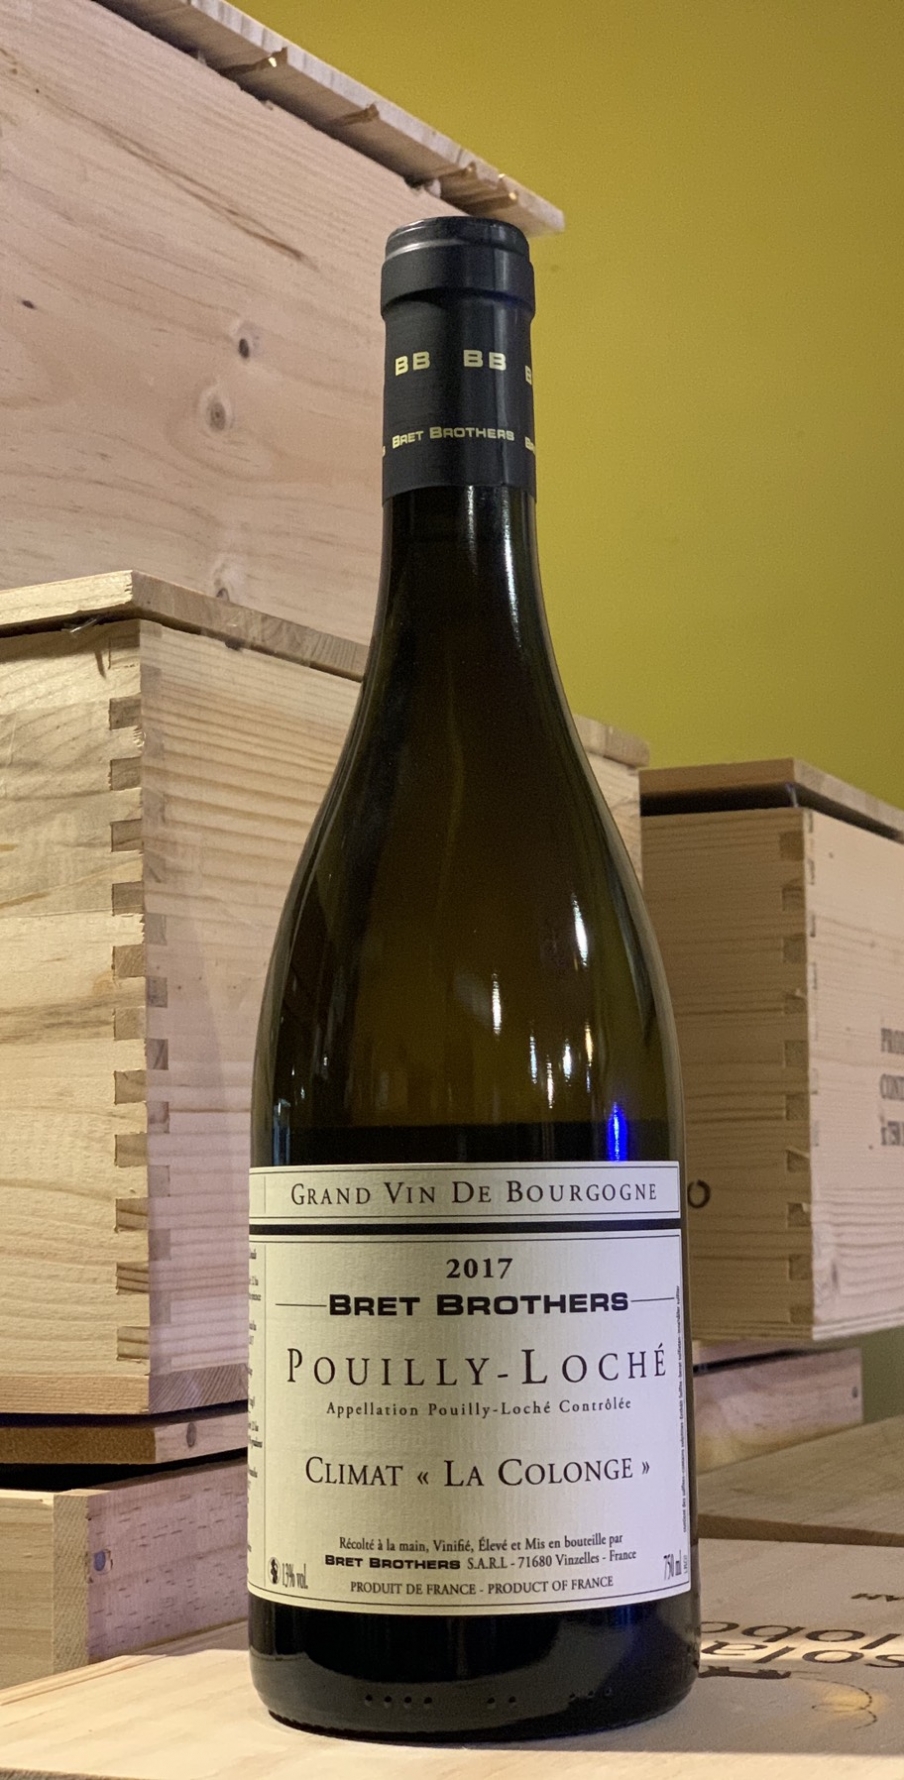 BB BB B
BRET BROTHERS
GRAND VIN DE BOURGOGNE
2017
BRET BROTHERS
POUILLY-LOCHÉ
Appellation Pouilly-Loché Contrôlée
CLIMAT « LA COLONGE »
Récolté à la main, Vinifié, Élevé et Mis en bouteille par
BRET BROTHERS S.A.R.L - 71680 Vinzelles - France
13% vol. 750 ml
PRODUIT DE FRANCE - PRODUCT OF FRANCE